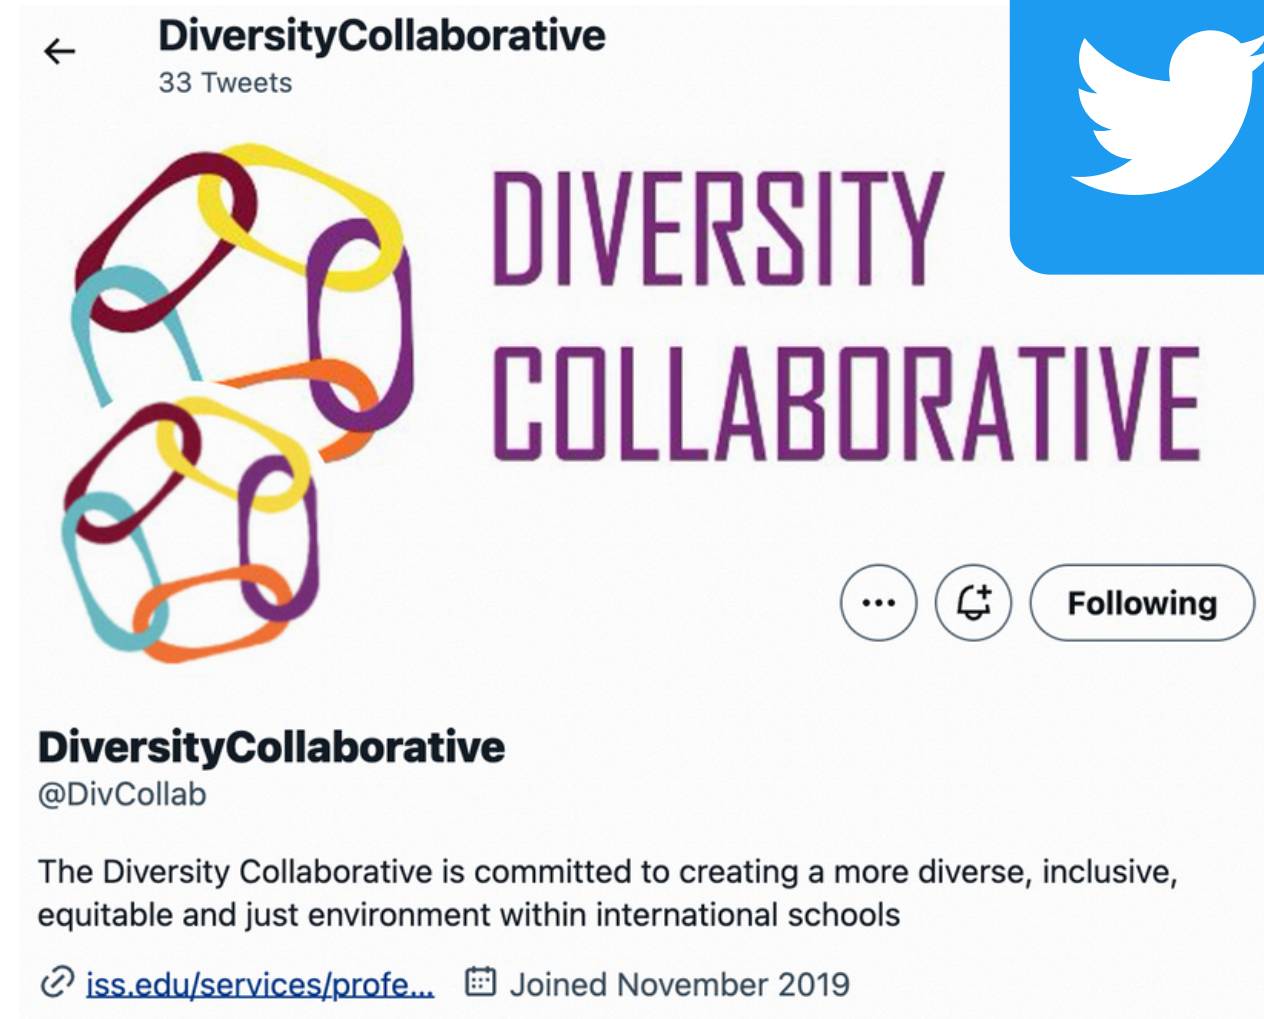 DiversityCollaborative
33 Tweets
DIVERSITY
COLLABORATIVE
Following
DiversityCollaborative
@DivCollab
The Diversity Collaborative is committed to creating a more diverse, inclusive,
equitable and just environment within international schools
iss.edu/services/profe... Joined November 2019